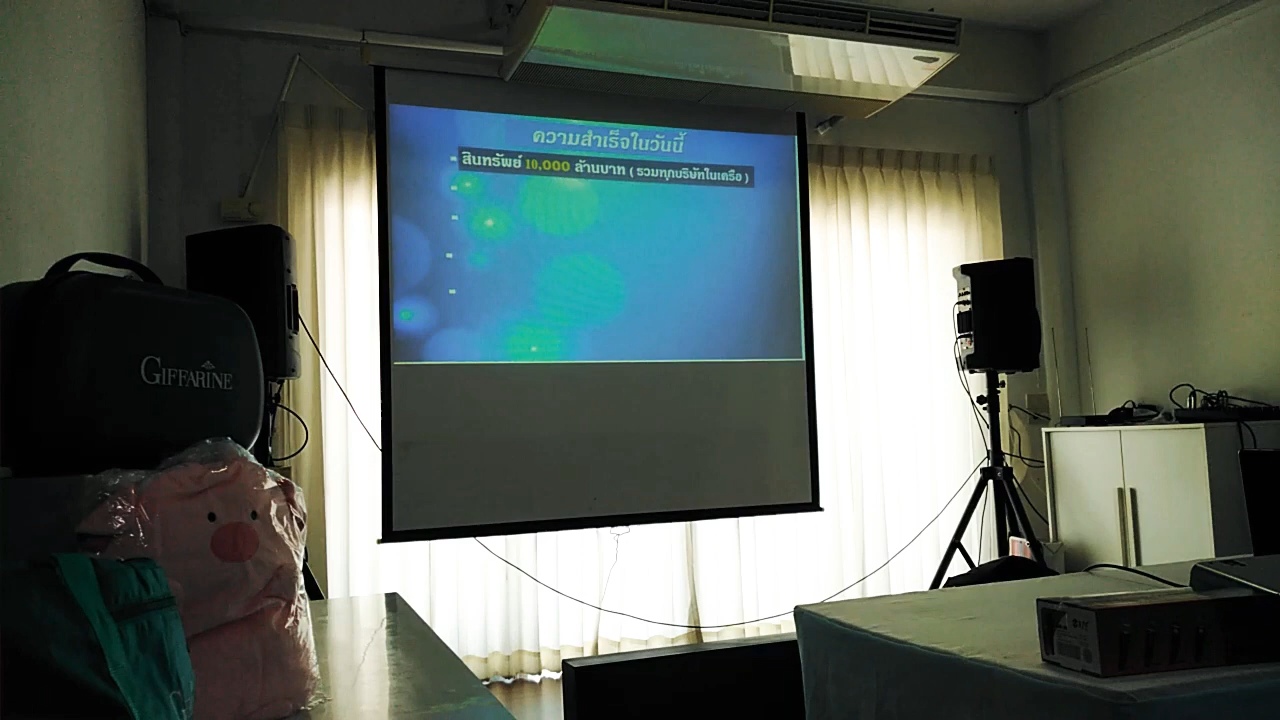 ความสำเร็จในวันนี้
สินทรัพย์ 10,000 ล้านบาท ( รวมทุกบริษัทในเครือ )
GIFFARINE